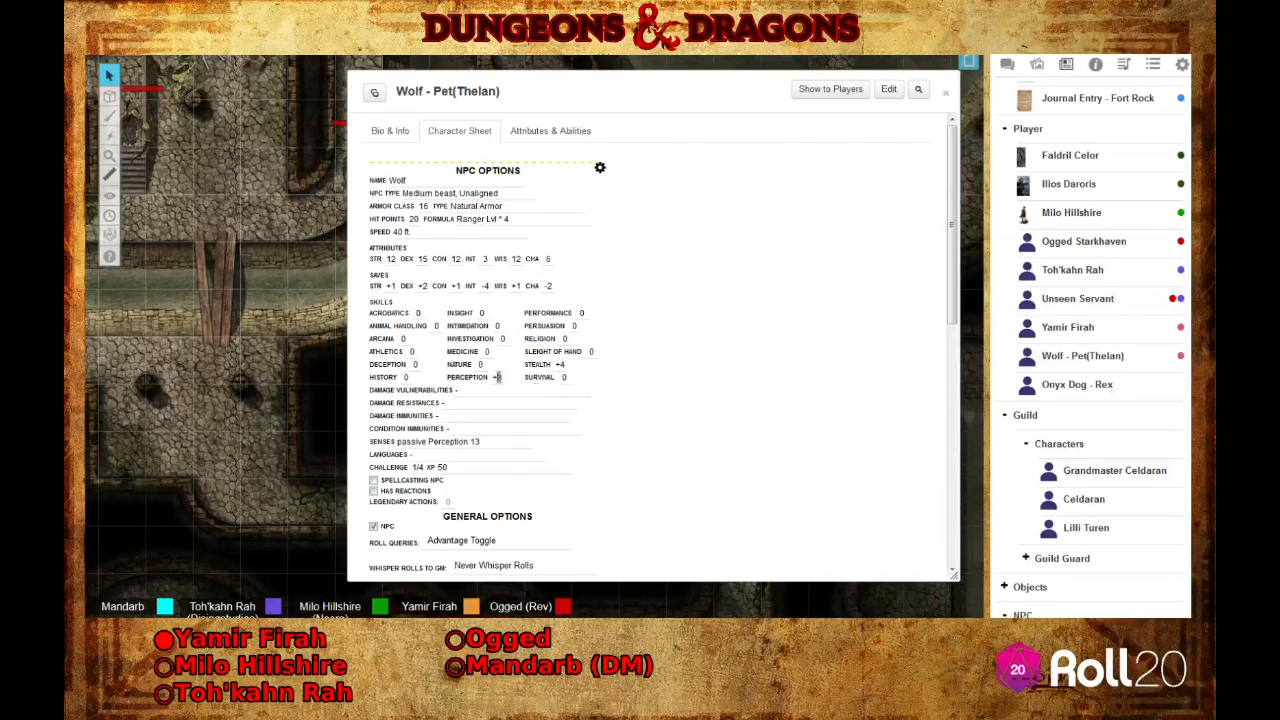 DUNGEONS & DRAGONS
Wolf - Pet(Thelan)
Show to Players
Edit
Bio & Info
Character Sheet
Attributes & Abilities
NPC OPTIONS
NAME Wolf
NPC TYPE Medium beast, Unaligned
ARMOR CLASS 16 TYPE Natural Armor
HIT POINTS 20 FORMULA Ranger Lvl * 4
SPEED 40 ft.
ATTRIBUTES
STR 12 DEX 15 CON 12 INT 3 WIS 12 CHA 6
SAVES
STR +1 DEX +2 CON +1 INT -4 WIS +1 CHA -2
SKILLS
ACROBATICS 0 INSIGHT 0 PERFORMANCE 0
ANIMAL HANDLING 0 INTIMIDATION 0 PERSUASION 0
ARCANA 0 INVESTIGATION 0 RELIGION 0
ATHLETICS 0 MEDICINE 0 SLEIGHT OF HAND 0
DECEPTION 0 NATURE 0 STEALTH +4
HISTORY 0 PERCEPTION SURVIVAL 0
DAMAGE VULNERABILITIES -
DAMAGE RESISTANCES -
DAMAGE IMMUNITIES -
CONDITION IMMUNITIES -
SENSES passive Perception 13
LANGUAGES -
CHALLENGE 1/4 XP 50
SPELLCASTING NPC
HAS REACTIONS
LEGENDARY ACTIONS: 0
GENERAL OPTIONS
NPC
ROLL QUERIES: Advantage Toggle
WHISPER ROLLS TO GM: Never Whisper Rolls
Journal Entry - Fort Rock
Player
Faldril Celor
Ilios Daroris
Milo Hillshire
Ogged Starkhaven
Toh'kahn Rah
Unseen Servant
Yamir Firah
Wolf - Pet(Thelan)
Onyx Dog - Rex
Guild
Characters
Grandmaster Celdaran
Celdaran
Lilli Turen
Guild Guard
Objects
NPC
Mandarb
Toh'kahn Rah
Milo Hillshire
Yamir Firah
Ogged (Rev)
Yamir Firah
Milo Hillshire
Toh'kahn Rah
Ogged
Mandarb (DM)
20
Roll20